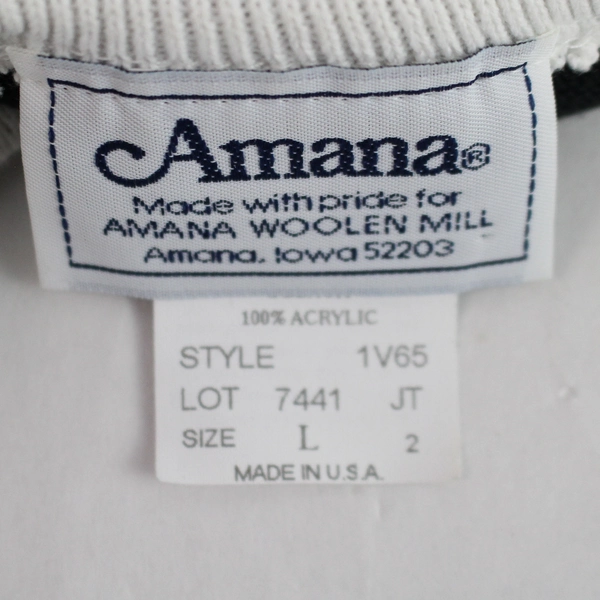 Amana®
Made with pride for
AMANA WOOLEN MILL
Amana, Iowa 52203
100% ACRYLIC
STYLE 1V65
LOT 7441 JT
SIZE L 2
MADE IN U.S.A.